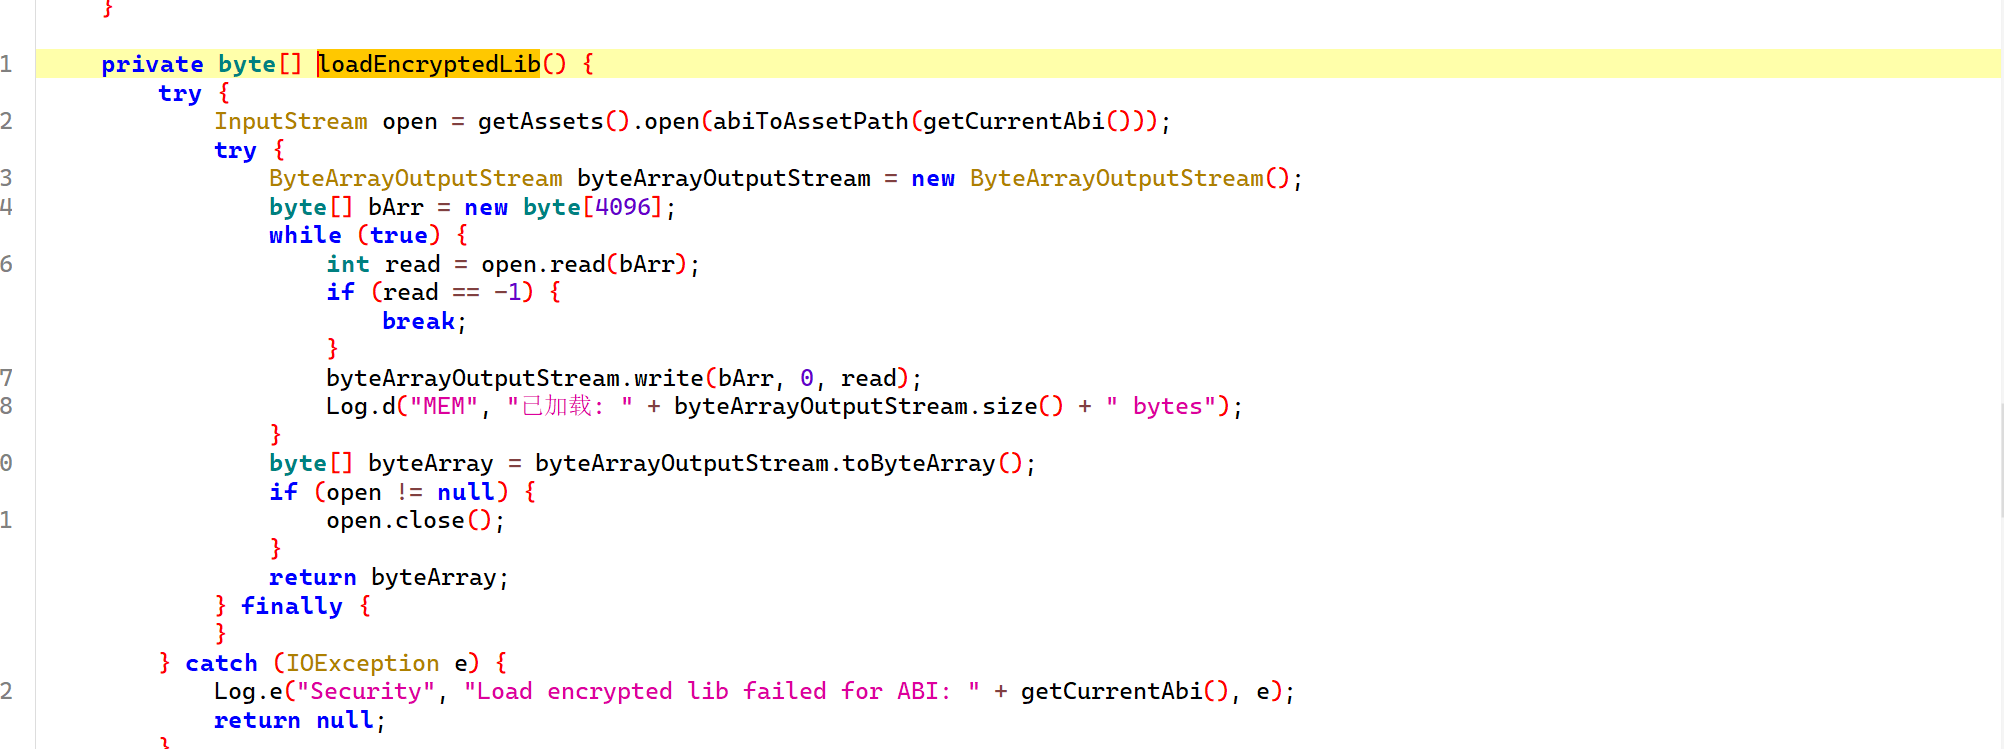 }
1 private byte[] loadEncryptedLib() {
try {
2 InputStream open = getAssets().open(abiToAssetPath(getCurrentAbi()));
try {
3 ByteArrayOutputStream byteArrayOutputStream = new ByteArrayOutputStream();
4 byte[] bArr = new byte[4096];
while (true) {
6 int read = open.read(bArr);
if (read == -1) {
break;
}
7 byteArrayOutputStream.write(bArr, 0, read);
8 Log.d("MEM", "已加载: " + byteArrayOutputStream.size() + " bytes");
}
0 byte[] byteArray = byteArrayOutputStream.toByteArray();
if (open != null) {
1 open.close();
}
return byteArray;
} finally {
}
} catch (IOException e) {
2 Log.e("Security", "Load encrypted lib failed for ABI: " + getCurrentAbi(), e);
return null;
}